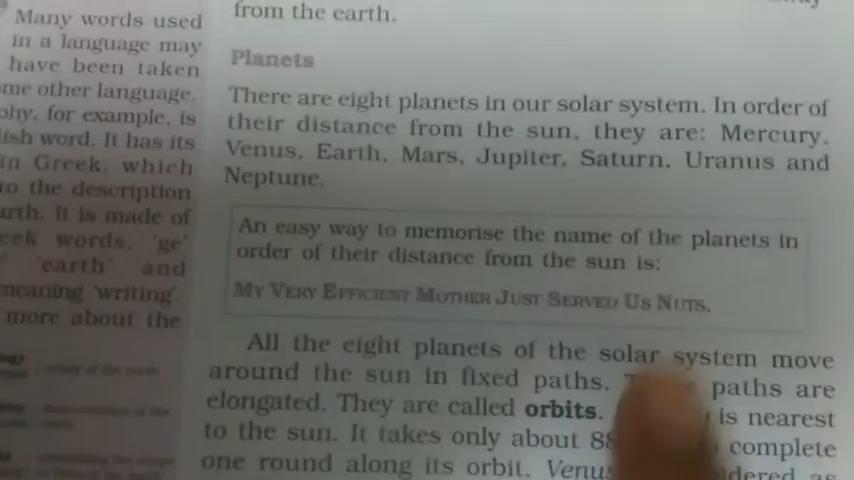 Many words used
in a language may
have been taken
me other language.
phy, for example, is
lish word. It has its
in Greek, which
to the description
arth. It is made of
eek words, 'ge'
'earth' and
meaning 'writing'.
more about the
from the earth.
Planets
There are eight planets in our solar system. In order of
their distance from the sun, they are: Mercury,
Venus, Earth, Mars, Jupiter, Saturn, Uranus and
Neptune.
An easy way to memorise the name of the planets in
order of their distance from the sun is:
MY VERY EFFICIENT MOTHER JUST SERVED US NUTS.
All the eight planets of the solar system move
around the sun in fixed paths. paths are
elongated. They are called orbits. is nearest
to the sun. It takes only about 88 complete
one round along its orbit. Venus dered as